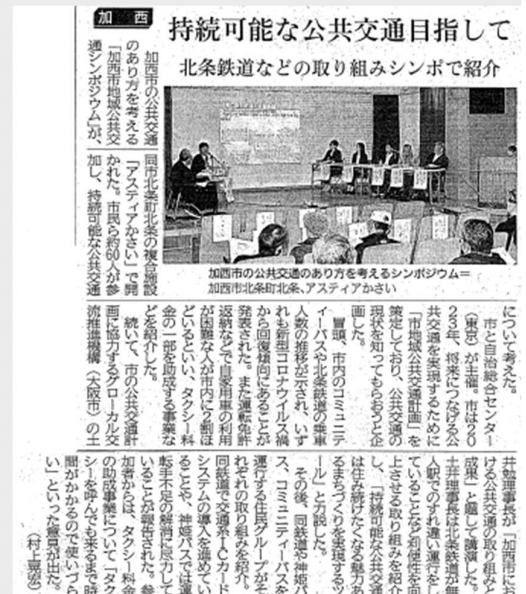 加西
持続可能な公共交通目指して
北条鉄道などの取り組みシンポで紹介
加西市の公共交通
のあり方を考える
「加西市地域公共交
通シンポジウム」が、
同市北条町北条の複合施設
「アスティアかさい」で開
かれた。市民ら約60人が参
加し、持続可能な公共交通
加西市の公共交通のあり方を考えるシンポジウム＝
加西市北条町北条、アスティアかさい
について考えた。
市と自治総合センター
（東京）が主催。市は20
23年、将来につなげる公
共交通を実現するために
「市地域公共交通計画」を
策定しており、公共交通の
現状を知ってもらおうと企
画した。
冒頭、市内のコミュニテ
ィーバスや北条鉄道の乗車
人数の推移が示され、いず
れも新型コロナウイルス禍
から回復傾向にあることが
発表された。また運転免許
返納などで自家用車の利用
が困難な人が市内に割ほ
どいるといい、タクシー料
金の一部を助成する事業な
どを紹介した。
続いて、市の公共交通計
画に協力するグローカル交
流推進機構（大阪市）の土
井勉理事長が「加西市にお
ける公共交通の取り組みと
成果」と題して講演した。
土井理事長は北条鉄道が無
人駅でのすれ違い運行をし
ていることなど利便性を向
上させる取り組みを紹介
し、「持続可能な公共交通
は住み続けたくなる魅力あ
るまちづくりを実現するツ
ール」と力説した。
その後、同鉄道や神姫バ
ス、コミュニティーバスを
運行する住民グループがそ
れぞれの取り組みを紹介。
同鉄道で交通系ICカード
システムの導入を進めてい
ることや、神姫バスでは運
転手不足の解消に尽力して
いることが報告された。参
加者からは、タクシー料金
の助成事業について「タク
シーを呼んでも来るまで時
間がかかるので使いづら
い」といった意見が出た。